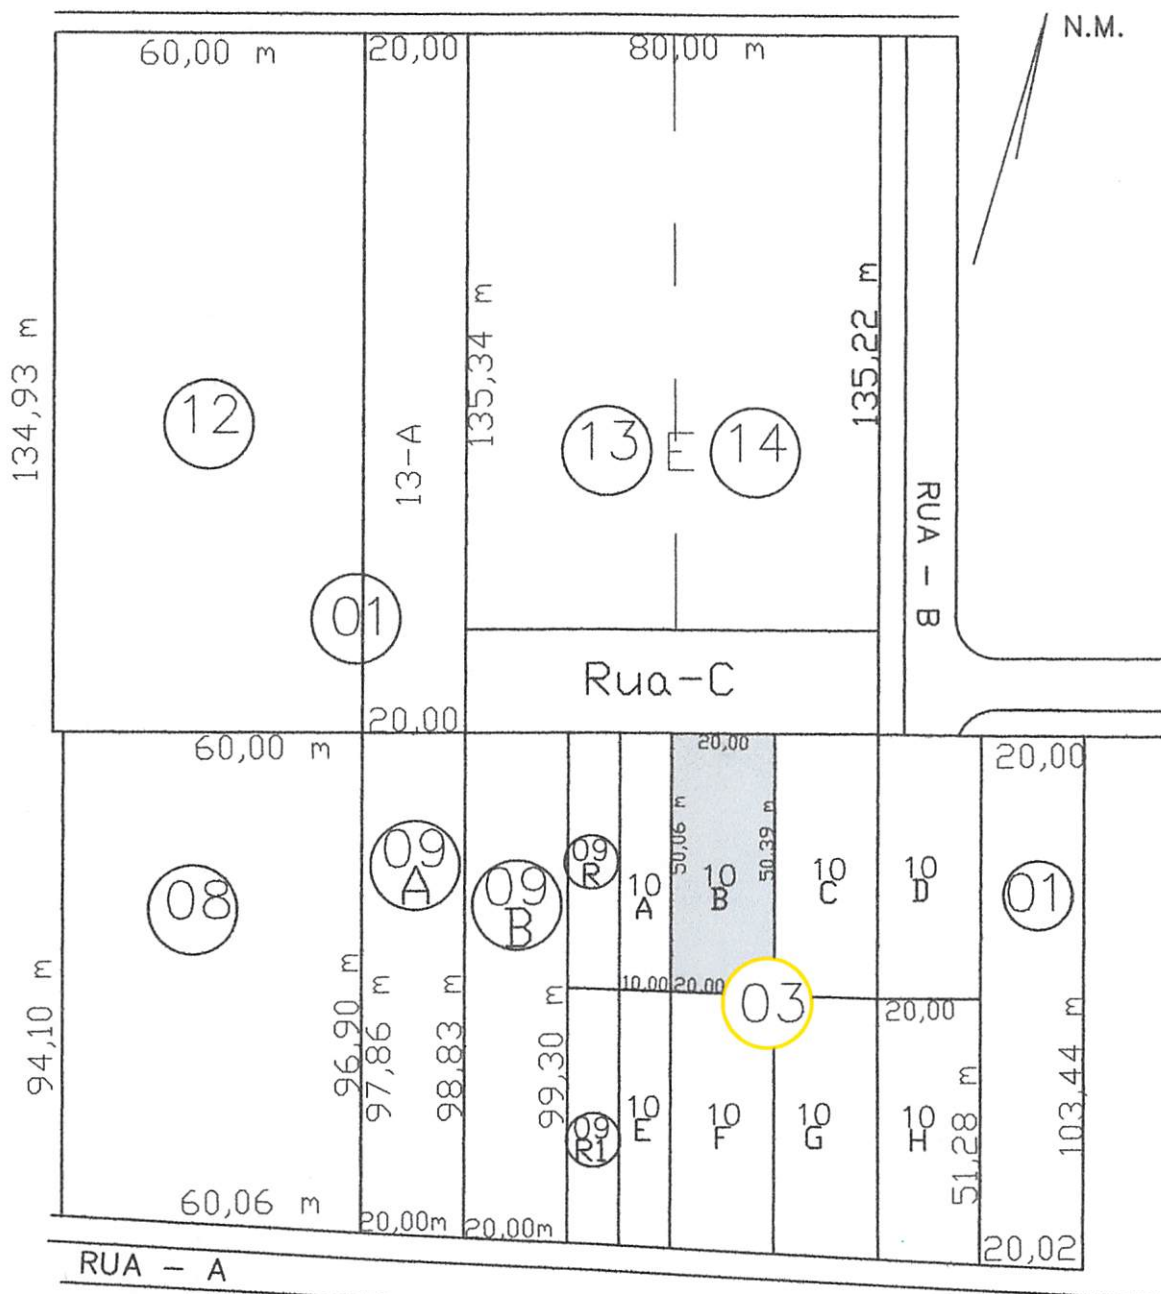 N.M.
60,00 m
20,00
80,00 m
134,93 m
12
13-A
135,34 m
13 E 14
135,22 m
RUA - B
01
Rua-C
20,00
60,00 m
20,00
20,00
08
09
A
09
B
09
R
10
A
50,06 m
10
B
50,39 m
10
C
10
D
01
10,00
20,00
03
20,00
94,10 m
96,90 m
97,86 m
98,83 m
99,30 m
09
R1
10
E
10
F
10
G
10
H
51,28 m
103,44 m
60,06 m
20,00m
20,00m
20,02
RUA - A